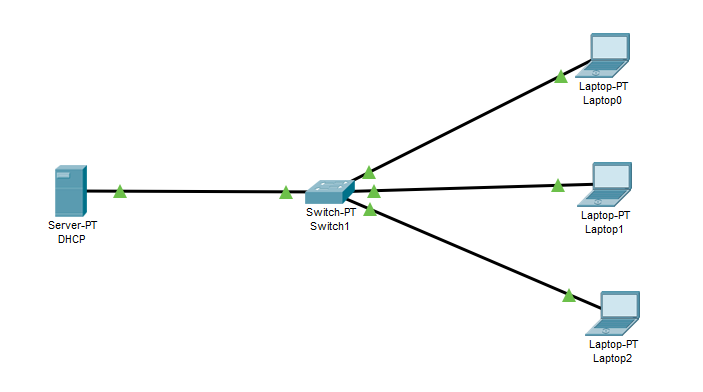 Laptop-PT
Laptop0
Server-PT
DHCP
Switch-PT
Switch1
Laptop-PT
Laptop1
Laptop-PT
Laptop2